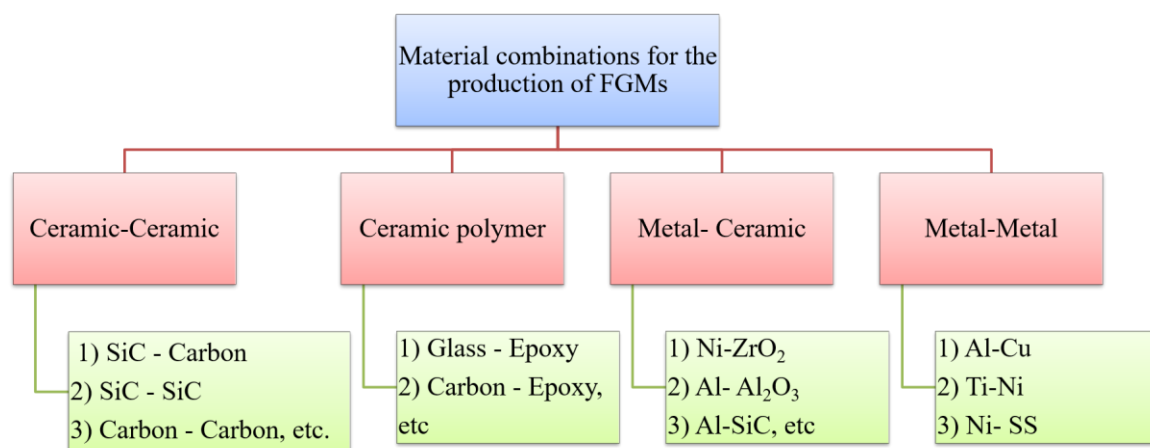 Material combinations for the
production of FGMs
Ceramic-Ceramic
Ceramic polymer
Metal- Ceramic
Metal-Metal
1) SiC - Carbon
2) SiC - SiC
3) Carbon - Carbon, etc.
1) Glass - Epoxy
2) Carbon - Epoxy,
etc
1) Ni-ZrO₂
2) Al- Al₂O₃
3) Al-SiC, etc
1) Al-Cu
2) Ti-Ni
3) Ni- SS